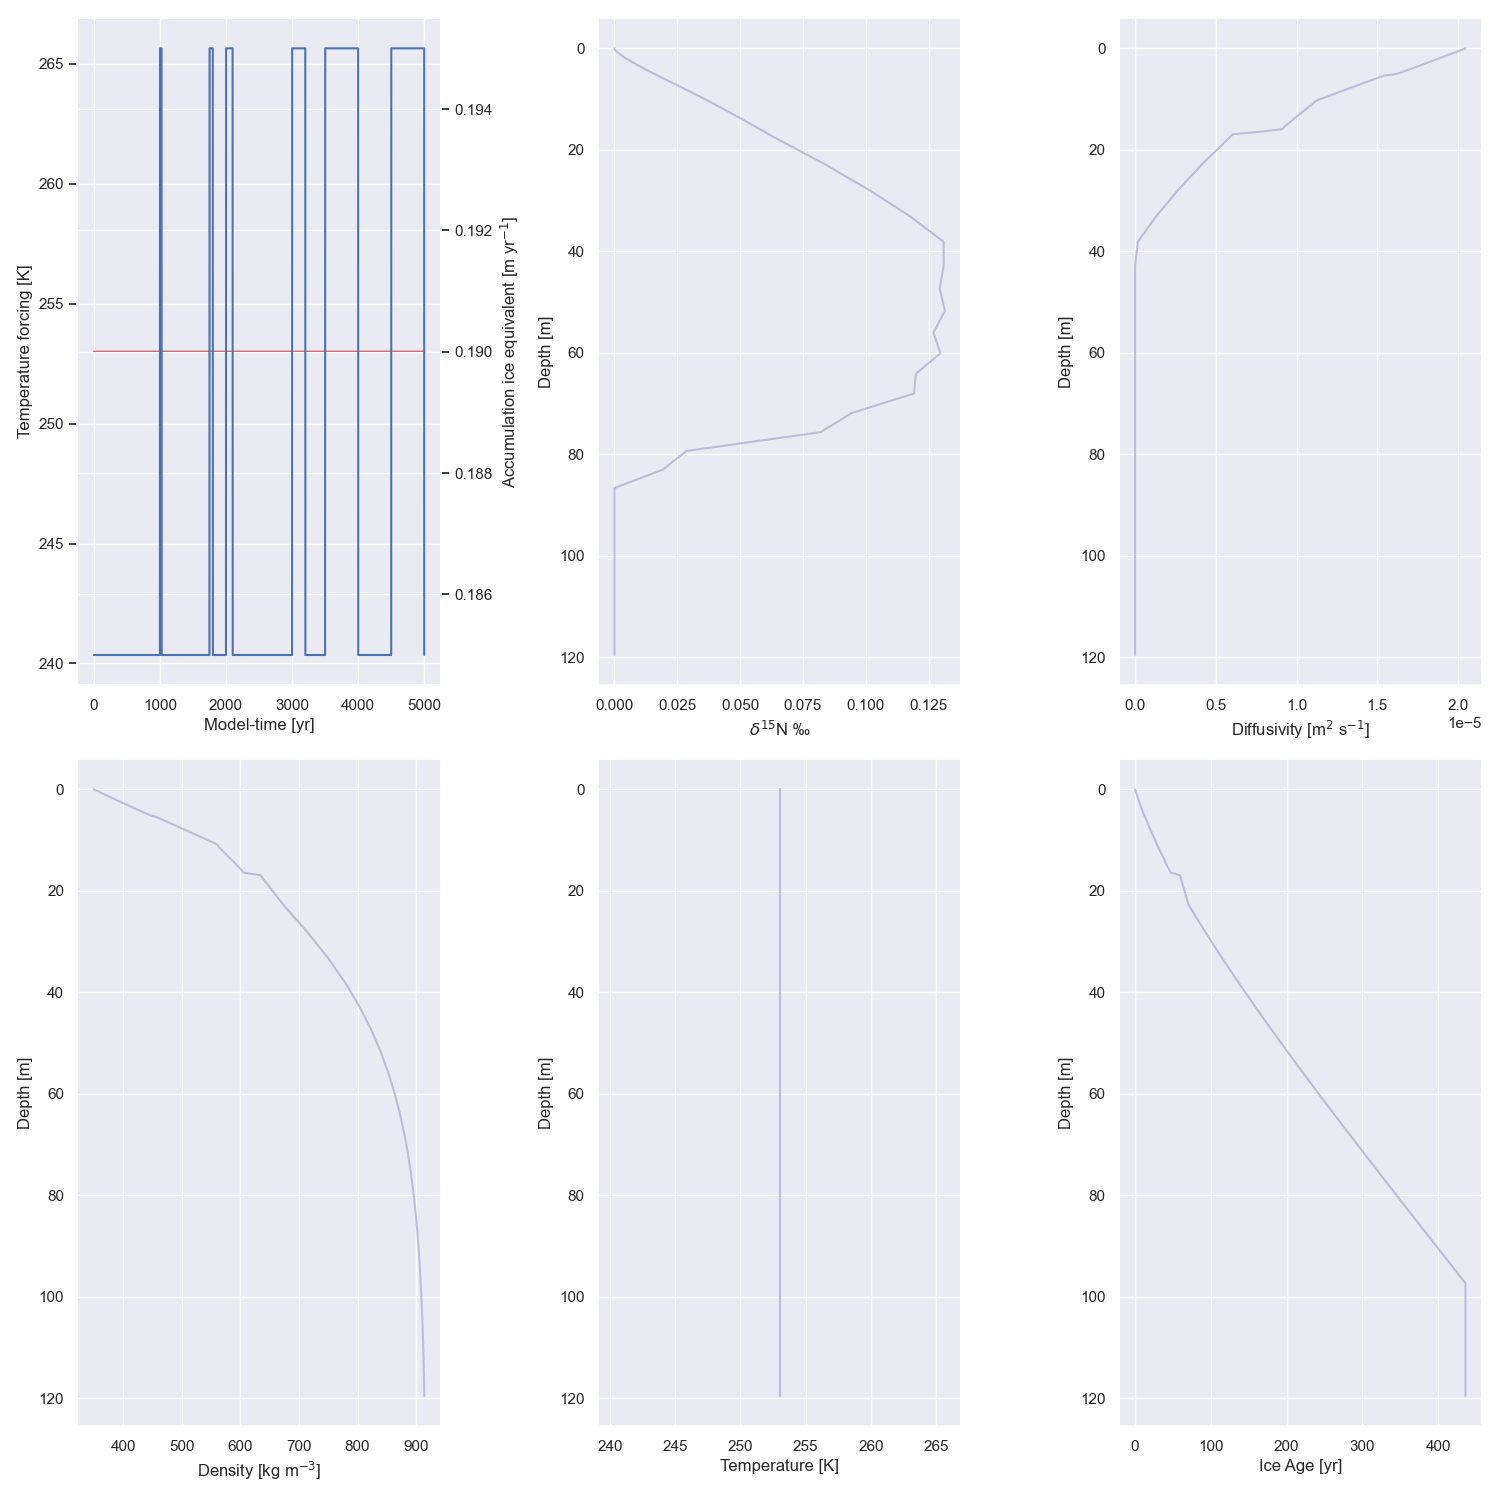 265
260
255
250
245
240
Temperature forcing [K]
0.194
0.192
0.190
0.188
0.186
Accumulation ice equivalent [m yr⁻¹]
0 1000 2000 3000 4000 5000
Model-time [yr]
0
20
40
60
80
100
120
Depth [m]
0.000 0.025 0.050 0.075 0.100 0.125
δ¹⁵N ‰
0
20
40
60
80
100
120
Depth [m]
0.0 0.5 1.0 1.5 2.0
1e−5
Diffusivity [m² s⁻¹]
0
20
40
60
80
100
120
Depth [m]
400 500 600 700 800 900
Density [kg m⁻³]
0
20
40
60
80
100
120
Depth [m]
240 245 250 255 260 265
Temperature [K]
0
20
40
60
80
100
120
Depth [m]
0 100 200 300 400
Ice Age [yr]